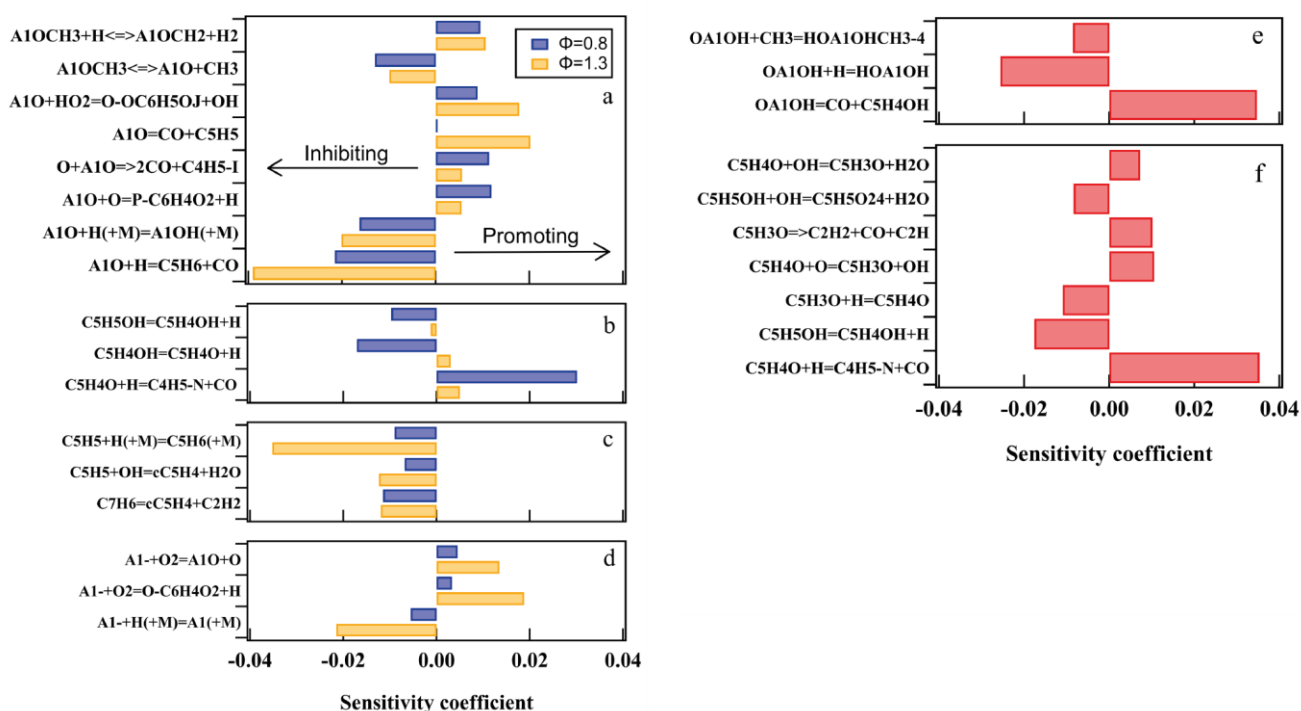 A1OCH3+H<=>A1OCH2+H2
A1OCH3<=>A1O+CH3
A1O+HO2=O-OC6H5OJ+OH
A1O=CO+C5H5
O+A1O=>2CO+C4H5-I
A1O+O=P-C6H4O2+H
A1O+H(+M)=A1OH(+M)
A1O+H=C5H6+CO
Φ=0.8
Φ=1.3
a
Inhibiting
Promoting
C5H5OH=C5H4OH+H
C5H4OH=C5H4O+H
C5H4O+H=C4H5-N+CO
b
C5H5+H(+M)=C5H6(+M)
C5H5+OH=cC5H4+H2O
C7H6=cC5H4+C2H2
c
A1-+O2=A1O+O
A1-+O2=O-C6H4O2+H
A1-+H(+M)=A1(+M)
d
-0.04 -0.02 0.00 0.02 0.04
Sensitivity coefficient
OA1OH+CH3=HOA1OHCH3-4
OA1OH+H=HOA1OH
OA1OH=CO+C5H4OH
e
C5H4O+OH=C5H3O+H2O
C5H5OH+OH=C5H5O24+H2O
C5H3O=>C2H2+CO+C2H
C5H4O+O=C5H3O+OH
C5H3O+H=C5H4O
C5H5OH=C5H4OH+H
C5H4O+H=C4H5-N+CO
f
-0.04 -0.02 0.00 0.02 0.04
Sensitivity coefficient